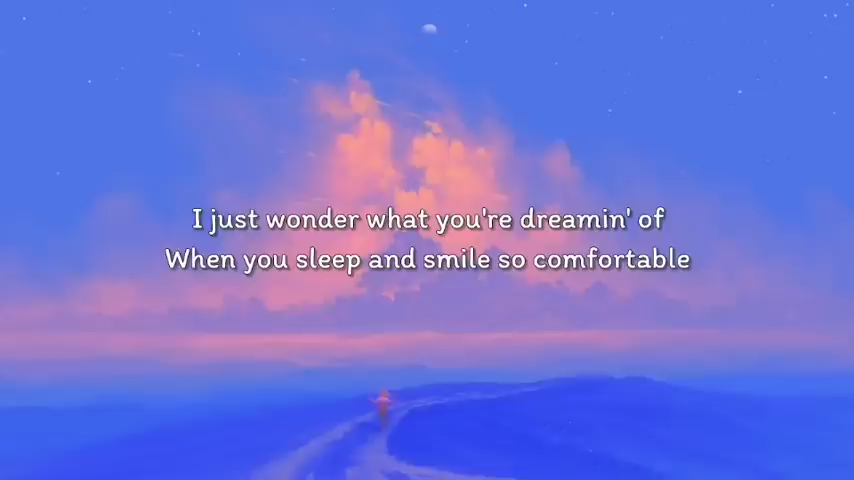 I just wonder what you're dreamin' of
When you sleep and smile so comfortable